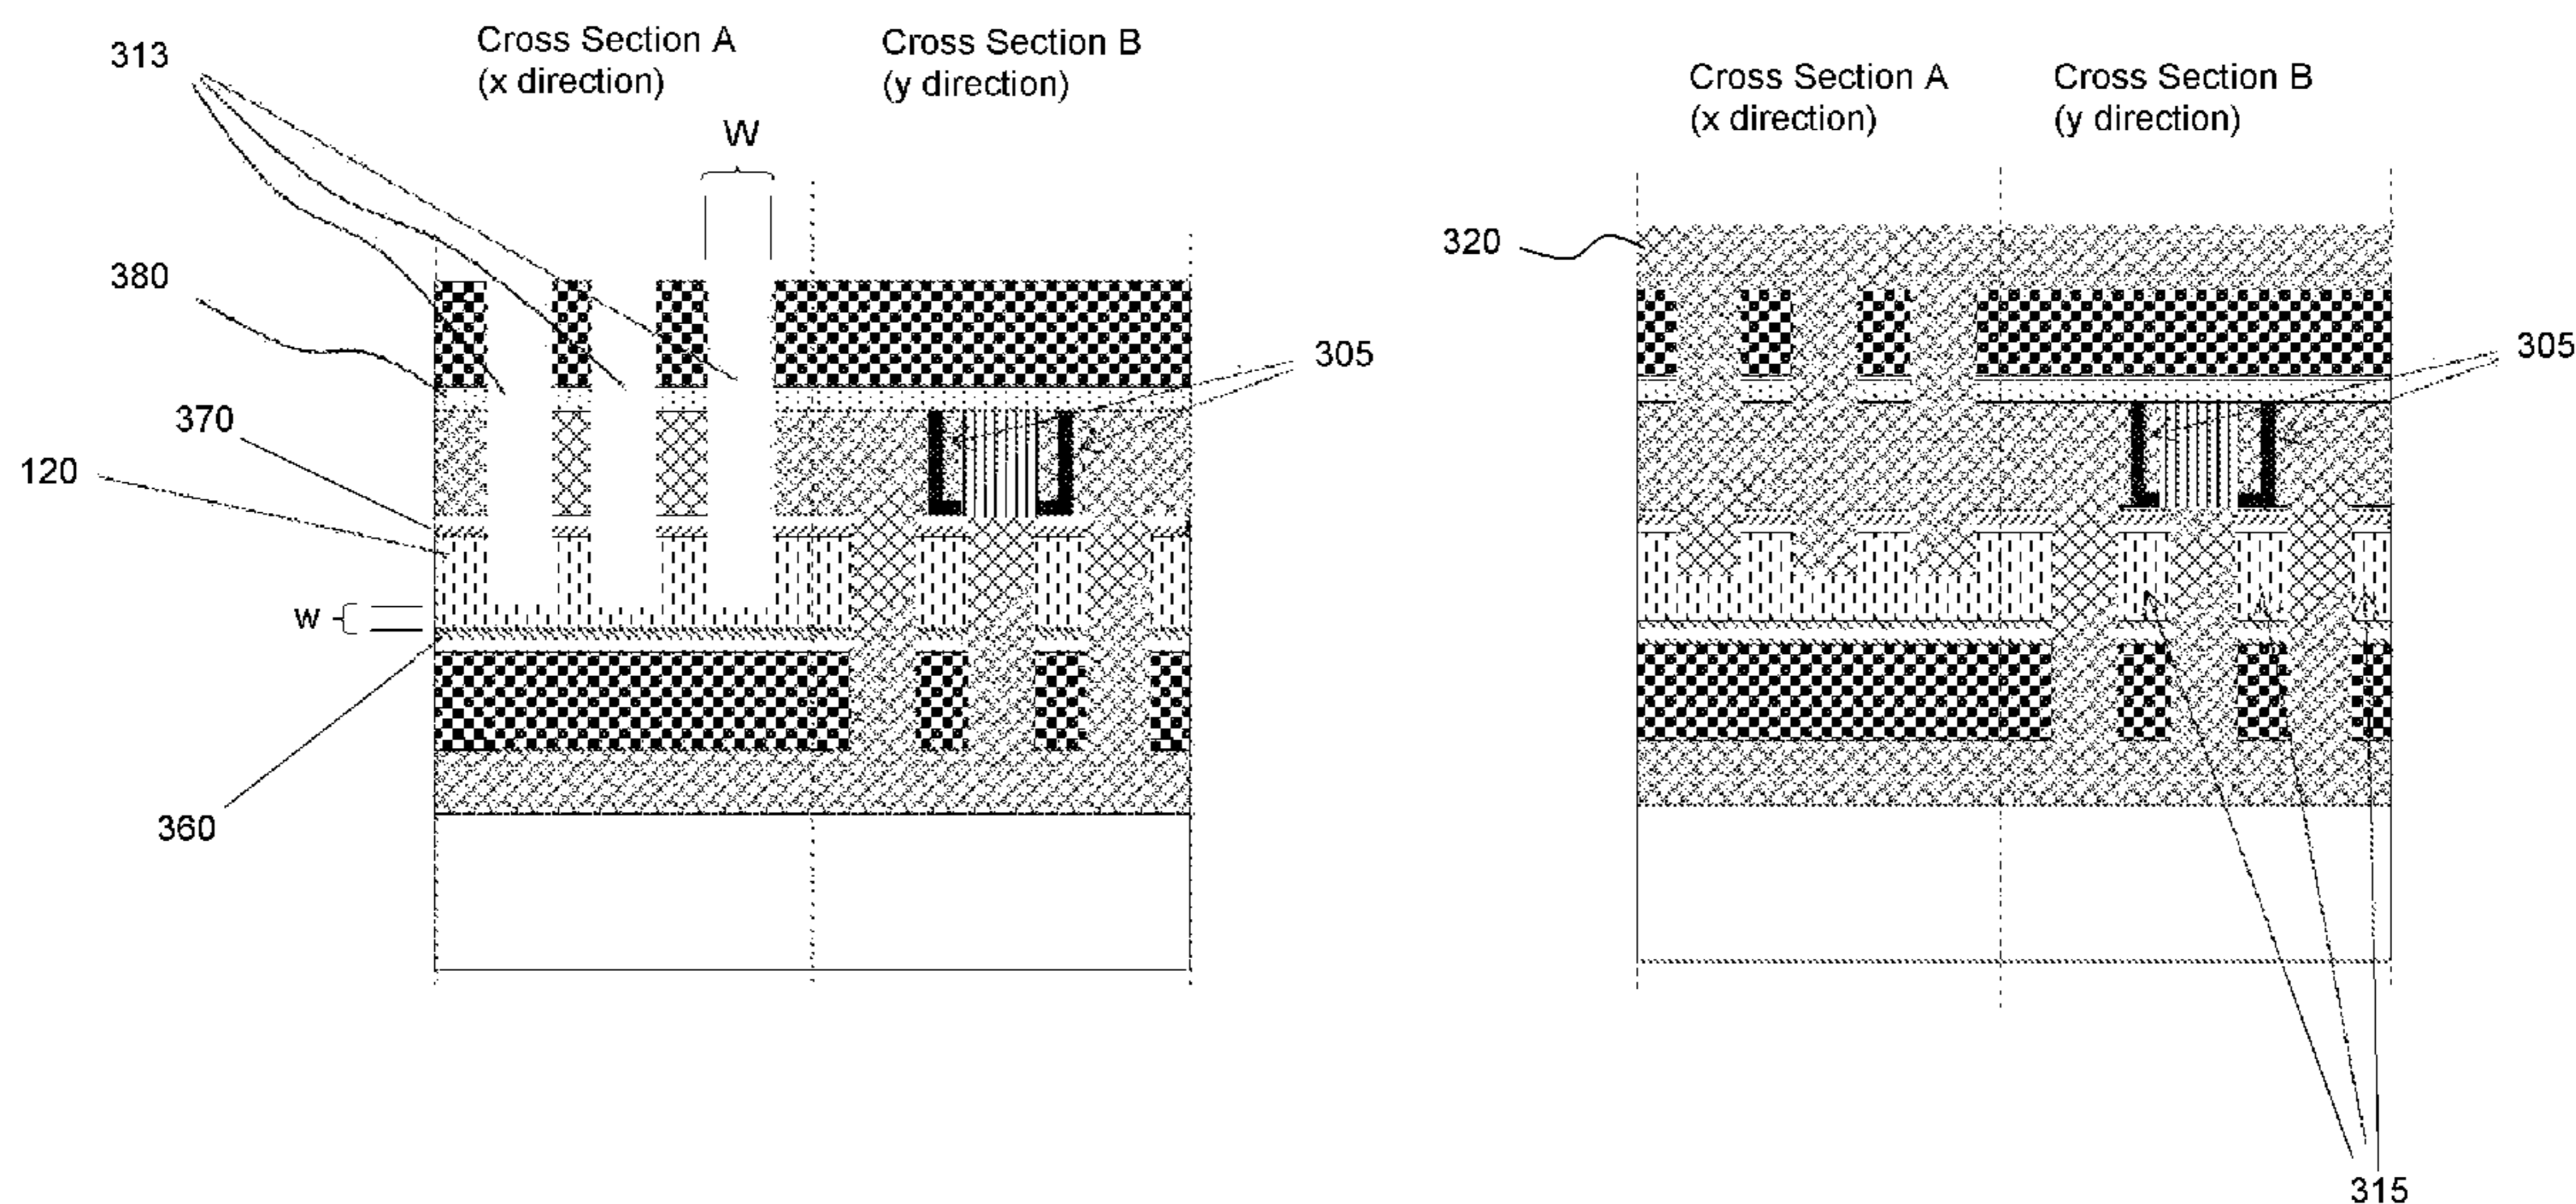 313
Cross Section A
(x direction)
Cross Section B
(y direction)
W
380
370
120
w
360
305
Cross Section A
(x direction)
Cross Section B
(y direction)
320
305
315